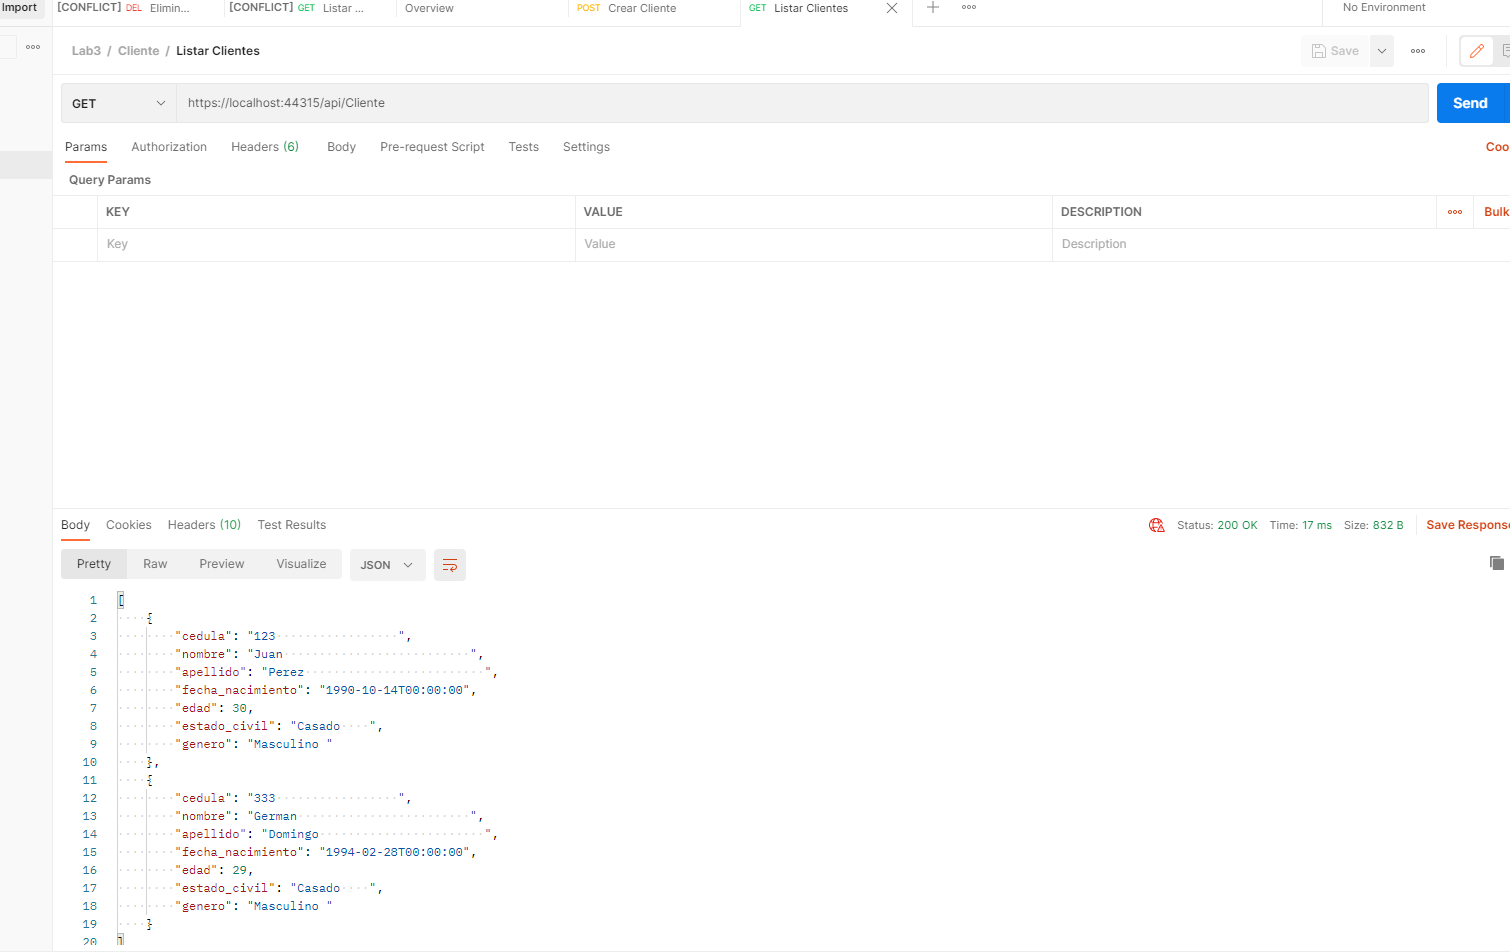 Import [CONFLICT] DEL Elimin... [CONFLICT] GET Listar ... Overview POST Crear Cliente GET Listar Clientes No Environment
Lab3 / Cliente / Listar Clientes Save
GET https://localhost:44315/api/Cliente Send
Params Authorization Headers (6) Body Pre-request Script Tests Settings Coo
Query Params
KEY VALUE DESCRIPTION Bulk
Key Value Description
Body Cookies Headers (10) Test Results Status: 200 OK Time: 17 ms Size: 832 B Save Response
Pretty Raw Preview Visualize JSON
1 [
2 {
3 "cedula": "123                 ",
4 "nombre": "Juan                          ",
5 "apellido": "Perez                         ",
6 "fecha_nacimiento": "1990-10-14T00:00:00",
7 "edad": 30,
8 "estado_civil": "Casado    ",
9 "genero": "Masculino "
10 },
11 {
12 "cedula": "333                 ",
13 "nombre": "German                        ",
14 "apellido": "Domingo                       ",
15 "fecha_nacimiento": "1994-02-28T00:00:00",
16 "edad": 29,
17 "estado_civil": "Casado    ",
18 "genero": "Masculino "
19 }
20 ]